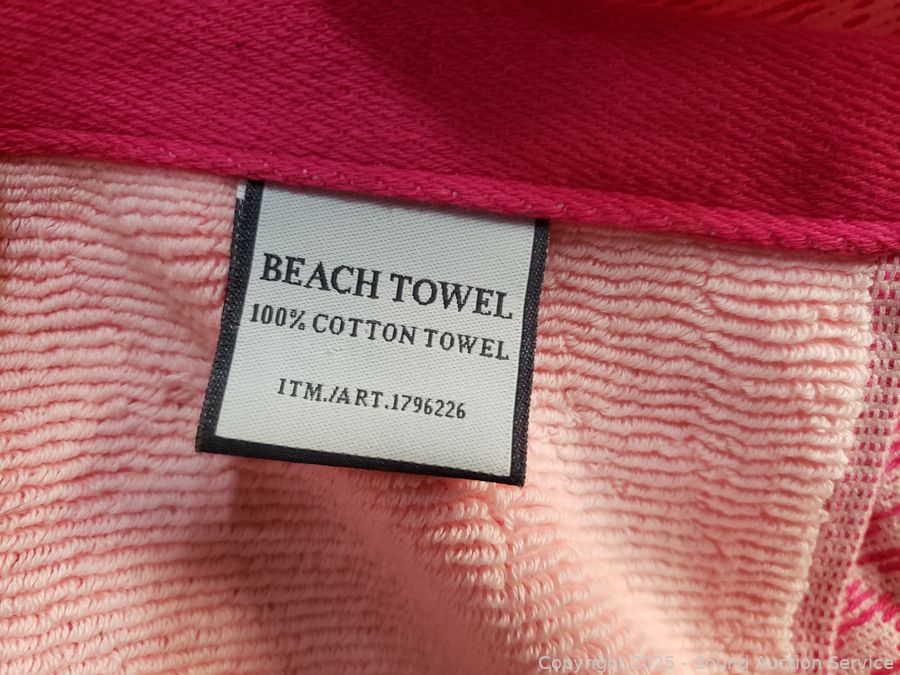 BEACH TOWEL
100% COTTON TOWEL
ITM./ART.1796226
Copyright 2025 - Sound Auction Service